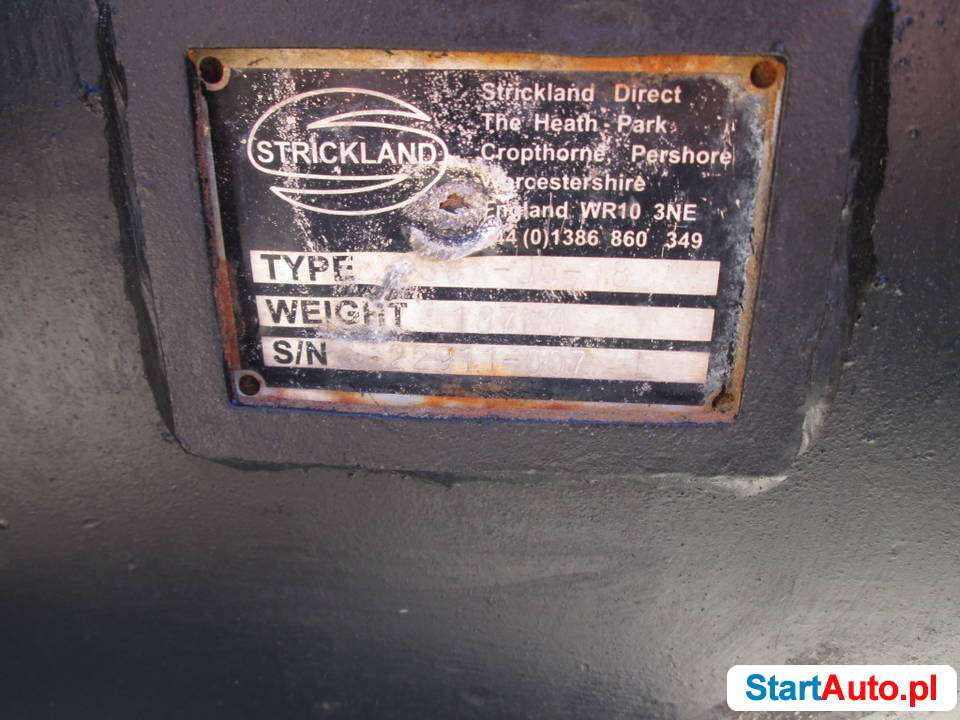 STRICKLAND
Strickland Direct
The Heath Park
Cropthorne, Pershore
Worcestershire
England WR10 3NE
(0)1386 860 349
TYPE
WEIGHT
S/N
StartAuto.pl